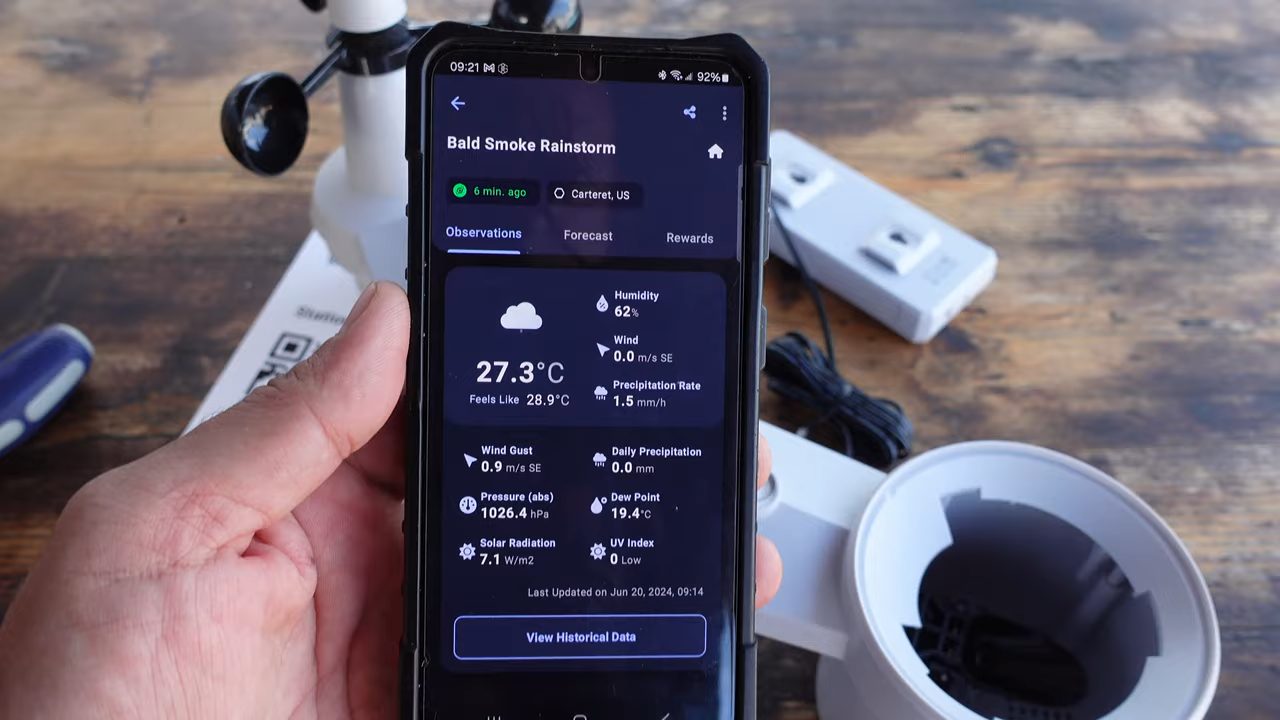 09:21
92%
Bald Smoke Rainstorm
6 min. ago
Carteret, US
Observations Forecast Rewards
27.3°C
Feels Like 28.9°C
Humidity
62%
Wind
0.0 m/s SE
Precipitation Rate
1.5 mm/h
Wind Gust
0.9 m/s SE
Daily Precipitation
0.0 mm
Pressure (abs)
1026.4 hPa
Dew Point
19.4°C
Solar Radiation
7.1 W/m2
UV Index
0 Low
Last Updated on Jun 20, 2024, 09:14
View Historical Data